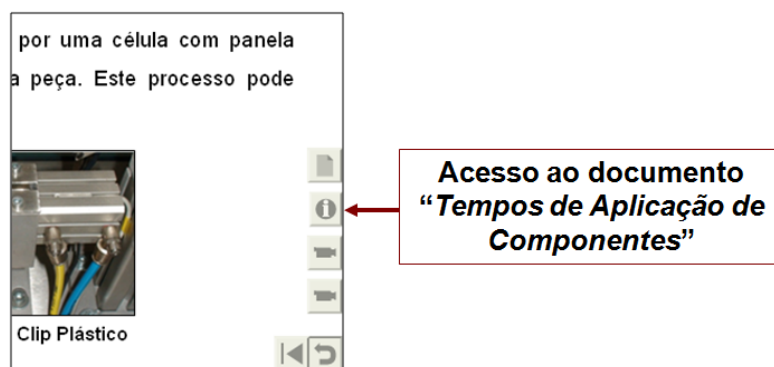 por uma célula com panela
a peça. Este processo pode
Clip Plástico
Acesso ao documento
“Tempos de Aplicação de
Componentes”